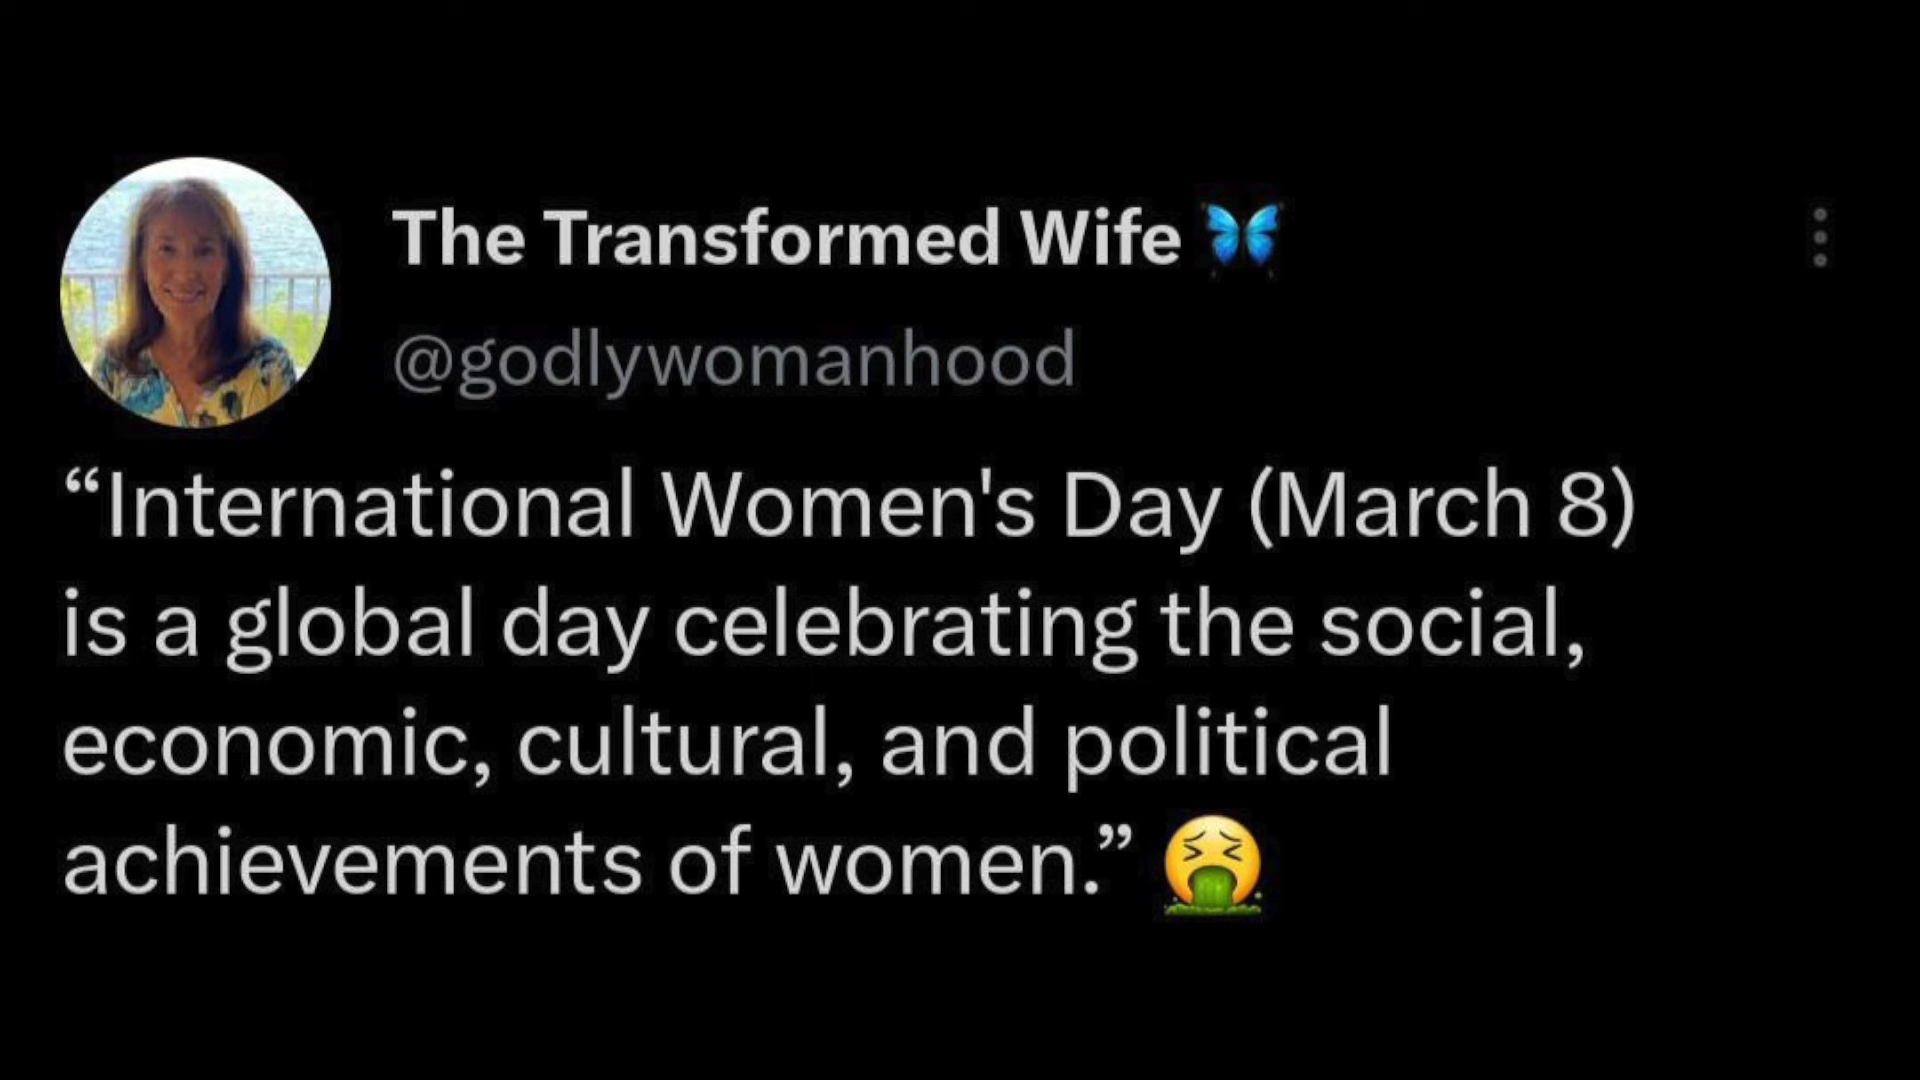 The Transformed Wife 🦋
@godlywomanhood
“International Women's Day (March 8)
is a global day celebrating the social,
economic, cultural, and political
achievements of women.” 🤮